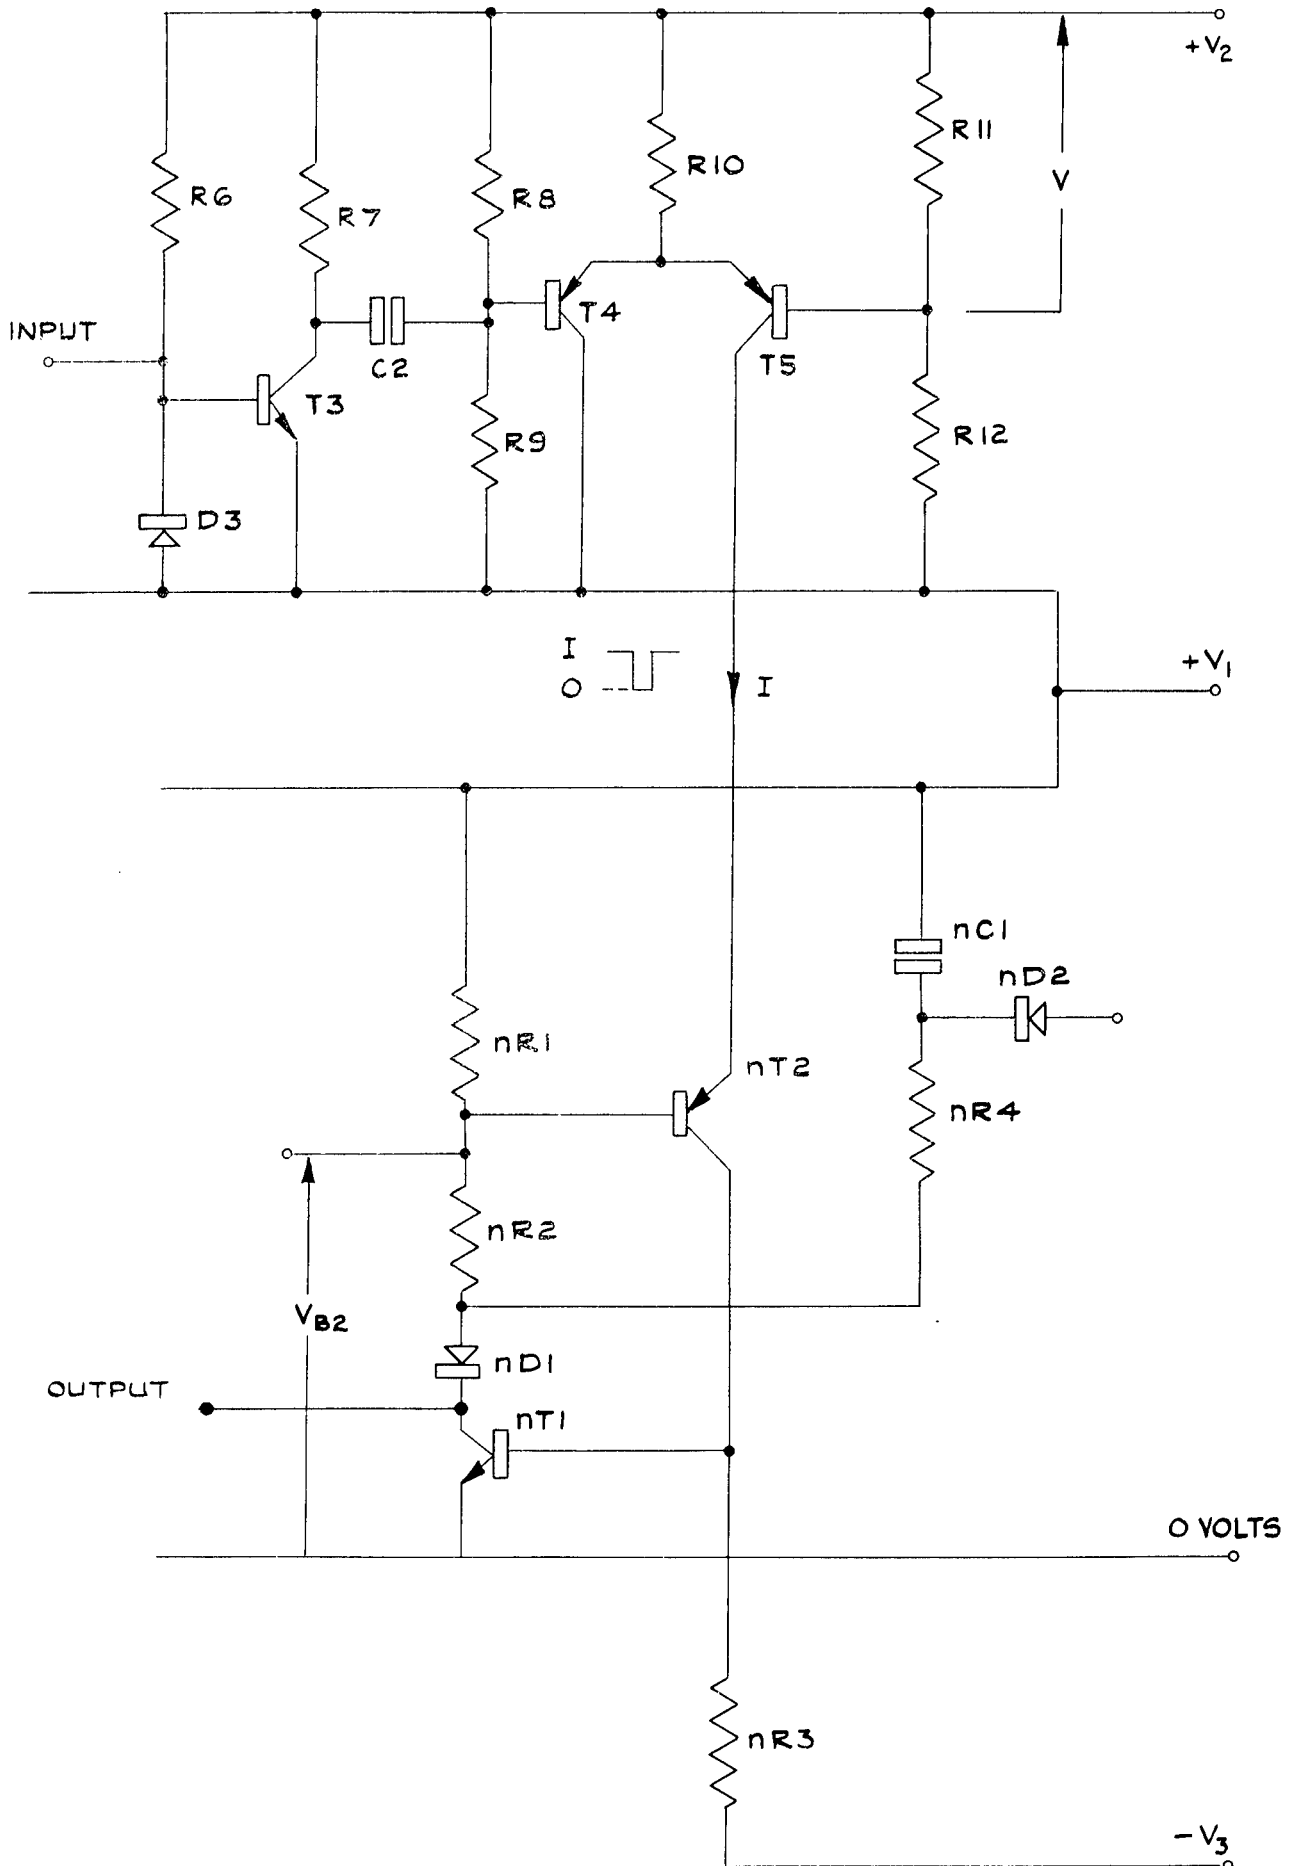 +V2
R11
R10
V
R6
R8
R7
T4
INPUT
C2
T5
T3
R12
R9
D3
I
+V1
O
I
nC1
nD2
nR1
nT2
nR4
nR2
VB2
nD1
OUTPUT
nT1
O VOLTS
nR3
-V3